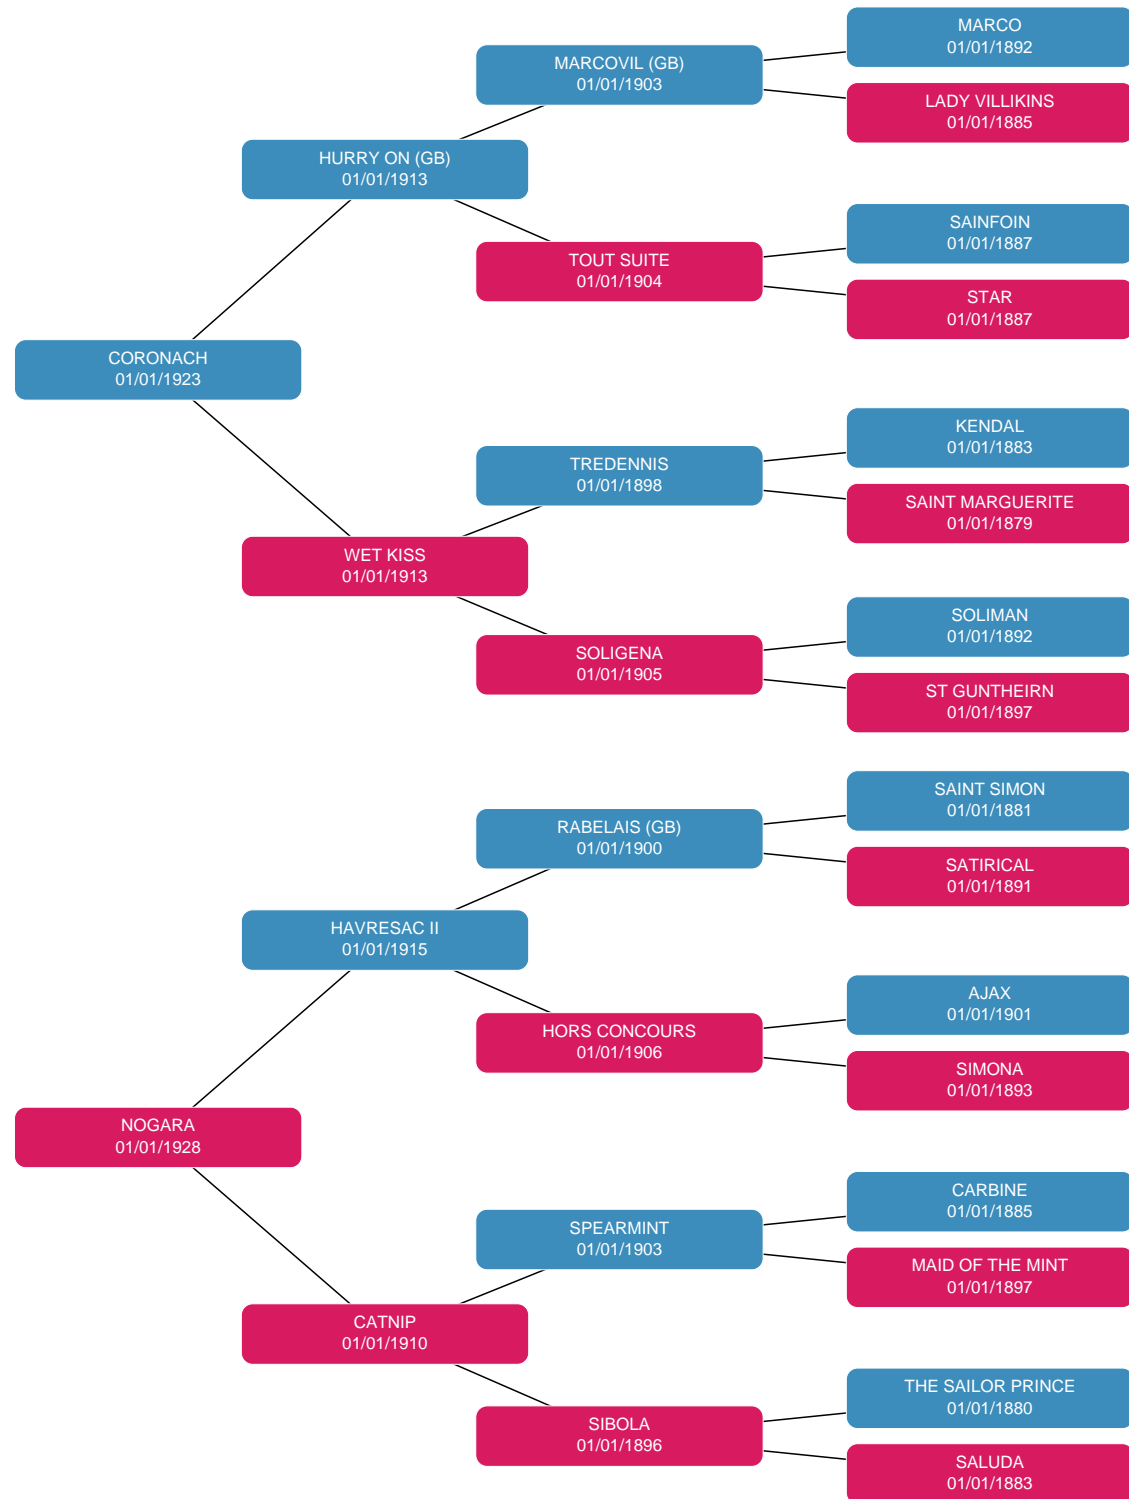 MARCO
01/01/1892
MARCOVIL (GB)
01/01/1903
LADY VILLIKINS
01/01/1885
HURRY ON (GB)
01/01/1913
SAINFOIN
01/01/1887
TOUT SUITE
01/01/1904
STAR
01/01/1887
CORONACH
01/01/1923
KENDAL
01/01/1883
TREDENNIS
01/01/1898
SAINT MARGUERITE
01/01/1879
WET KISS
01/01/1913
SOLIMAN
01/01/1892
SOLIGENA
01/01/1905
ST GUNTHEIRN
01/01/1897
SAINT SIMON
01/01/1881
RABELAIS (GB)
01/01/1900
SATIRICAL
01/01/1891
HAVRESAC II
01/01/1915
AJAX
01/01/1901
HORS CONCOURS
01/01/1906
SIMONA
01/01/1893
NOGARA
01/01/1928
CARBINE
01/01/1885
SPEARMINT
01/01/1903
MAID OF THE MINT
01/01/1897
CATNIP
01/01/1910
THE SAILOR PRINCE
01/01/1880
SIBOLA
01/01/1896
SALUDA
01/01/1883